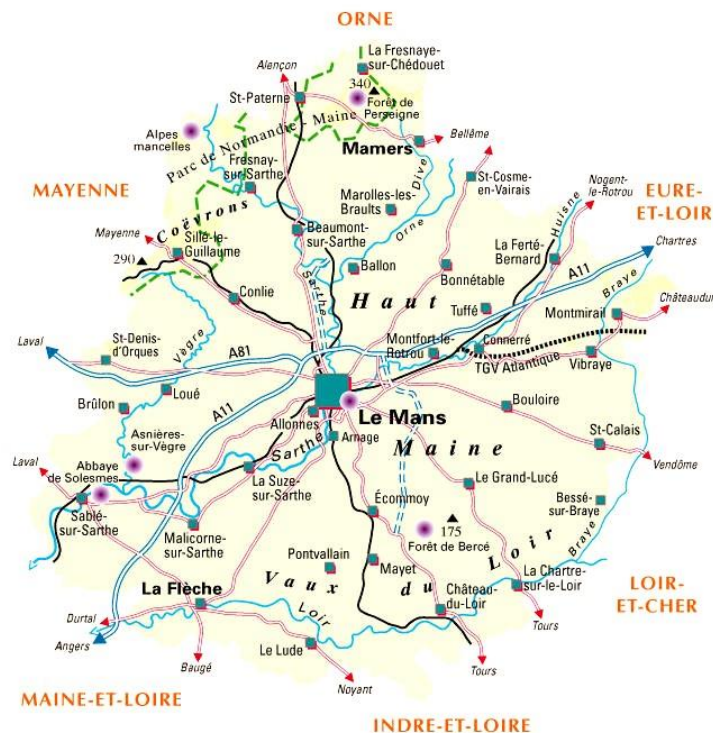 ORNE
La Fresnaye-
sur-Chédouet
Alençon
340
St-Paterne
Forêt de
Perseigne
Alpes
mancelles
Parc de Normandie - Maine
Mamers
Bellême
Fresnay-
sur-Sarthe
Dive
St-Cosme-
en-Vairais
Nogent-
le-Rotrou
MAYENNE
EURE-
ET-LOIR
Marolles-les-
Braults
Huisne
Coëvrons
Orne
Mayenne
Beaumont-
sur-Sarthe
Sillé-le-
Guillaume
La Ferté-
Bernard
Chartres
290
Ballon
A11
Bonnétable
Braye
Sarthe
Conlie
Haut
Tuffé
Châteaudun
Montmirail
Vègre
St-Denis-
d'Orques
Montfort-le-
Rotrou
Connerré
Laval
A81
TGV Atlantique
Vibraye
Loué
Brûlon
A11
Le Mans
Bouloire
Allonnes
Arnage
Maine
St-Calais
Asnières-
sur-Vègre
Sarthe
Laval
Abbaye
de Solesmes
Vendôme
La Suze-
sur-Sarthe
Le Grand-Lucé
Sablé-
sur-Sarthe
Écommoy
Bessé-
sur-Braye
Malicorne-
sur-Sarthe
175
Forêt de Bercé
Braye
Pontvallain
Mayet
Loir
La Chartre-
sur-le-Loir
LOIR-
ET-CHER
La Flèche
Vaux
du
Château-
du-Loir
Durtal
Loir
Angers
Tours
Le Lude
Baugé
Tours
Noyant
MAINE-ET-LOIRE
INDRE-ET-LOIRE